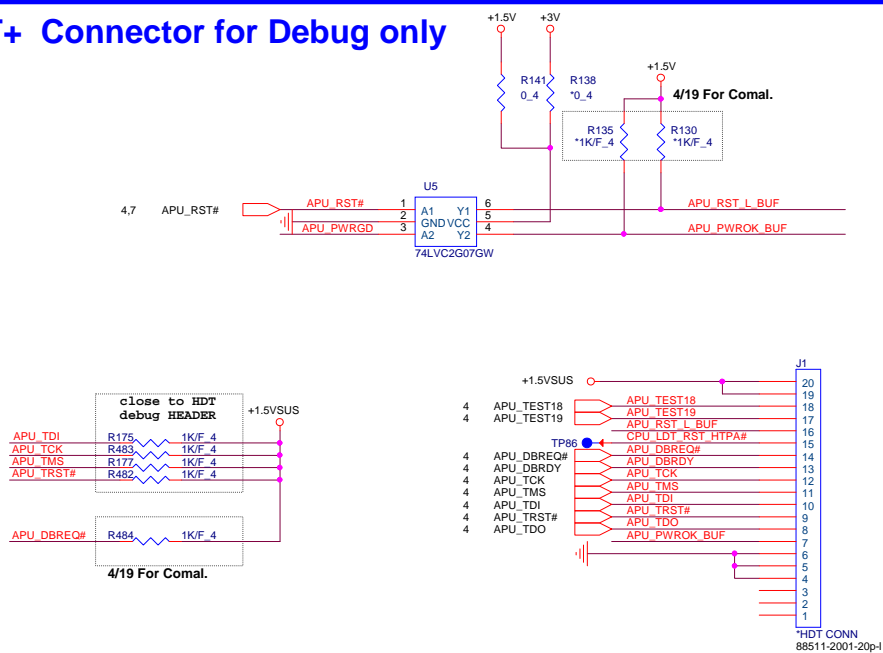 T+ Connector for Debug only
+1.5V +3V
R141 R138
0_4 *0_4
+1.5V
4/19 For Comal.
R135 R130
*1K/F_4 *1K/F_4
U5
4,7 APU_RST# APU_RST# 1 A1 Y1 6 APU_RST_L_BUF
2 GND VCC 5
APU_PWRGD 3 A2 Y2 4 APU_PWROK_BUF
74LVC2G07GW
close to HDT
debug HEADER
+1.5VSUS
APU_TDI R175 1K/F_4
APU_TCK R483 1K/F_4
APU_TMS R177 1K/F_4
APU_TRST# R482 1K/F_4
APU_DBREQ# R484 1K/F_4
4/19 For Comal.
J1
+1.5VSUS 20
19
4 APU_TEST18 APU_TEST18 18
4 APU_TEST19 APU_TEST19 17
APU_RST_L_BUF 16
TP86 CPU_LDT_RST_HTPA# 15
4 APU_DBREQ# APU_DBREQ# 14
4 APU_DBRDY APU_DBRDY 13
4 APU_TCK APU_TCK 12
4 APU_TMS APU_TMS 11
4 APU_TDI APU_TDI 10
4 APU_TRST# APU_TRST# 9
4 APU_TDO APU_TDO 8
APU_PWROK_BUF 7
6
5
4
3
2
1
*HDT CONN
88511-2001-20p-l